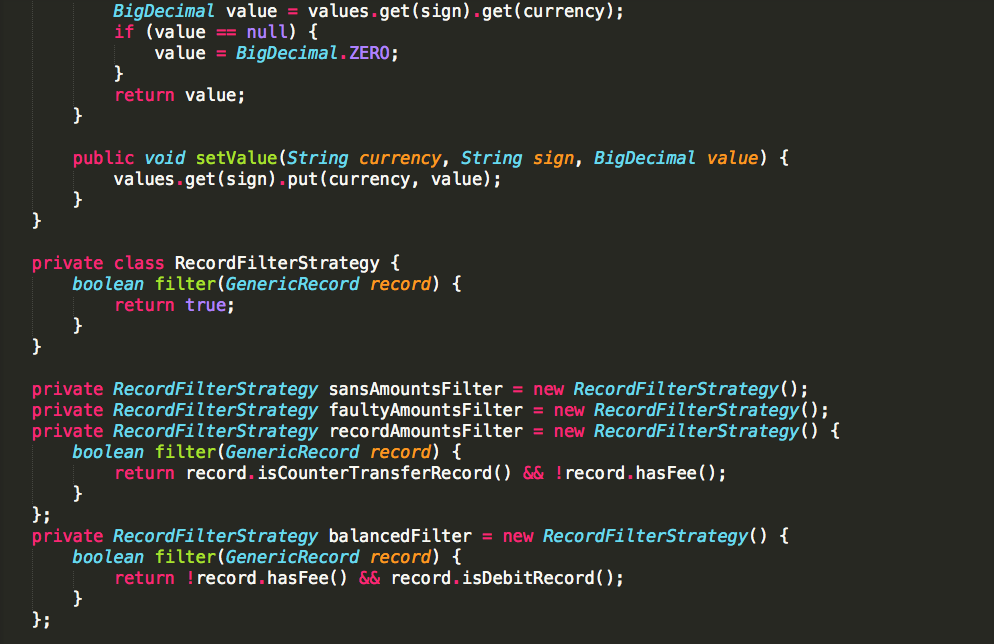 BigDecimal value = values.get(sign).get(currency);
if (value == null) {
value = BigDecimal.ZERO;
}
return value;
}
public void setValue(String currency, String sign, BigDecimal value) {
values.get(sign).put(currency, value);
}
}
private class RecordFilterStrategy {
boolean filter(GenericRecord record) {
return true;
}
}
private RecordFilterStrategy sansAmountsFilter = new RecordFilterStrategy();
private RecordFilterStrategy faultyAmountsFilter = new RecordFilterStrategy();
private RecordFilterStrategy recordAmountsFilter = new RecordFilterStrategy() {
boolean filter(GenericRecord record) {
return record.isCounterTransferRecord() && !record.hasFee();
}
};
private RecordFilterStrategy balancedFilter = new RecordFilterStrategy() {
boolean filter(GenericRecord record) {
return !record.hasFee() && record.isDebitRecord();
}
};